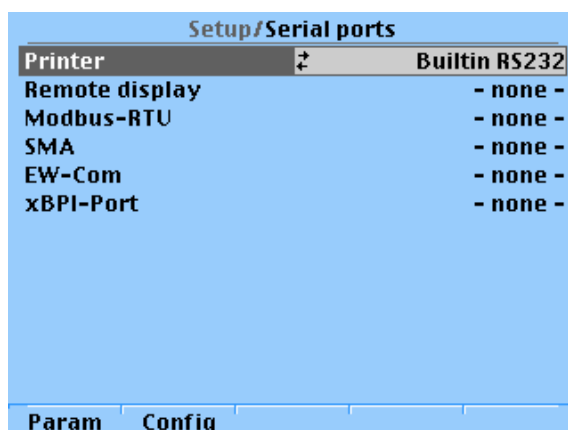 Setup/Serial ports
Printer Builtin RS232
Remote display - none -
Modbus-RTU - none -
SMA - none -
EW-Com - none -
xBPI-Port - none -
Param Config